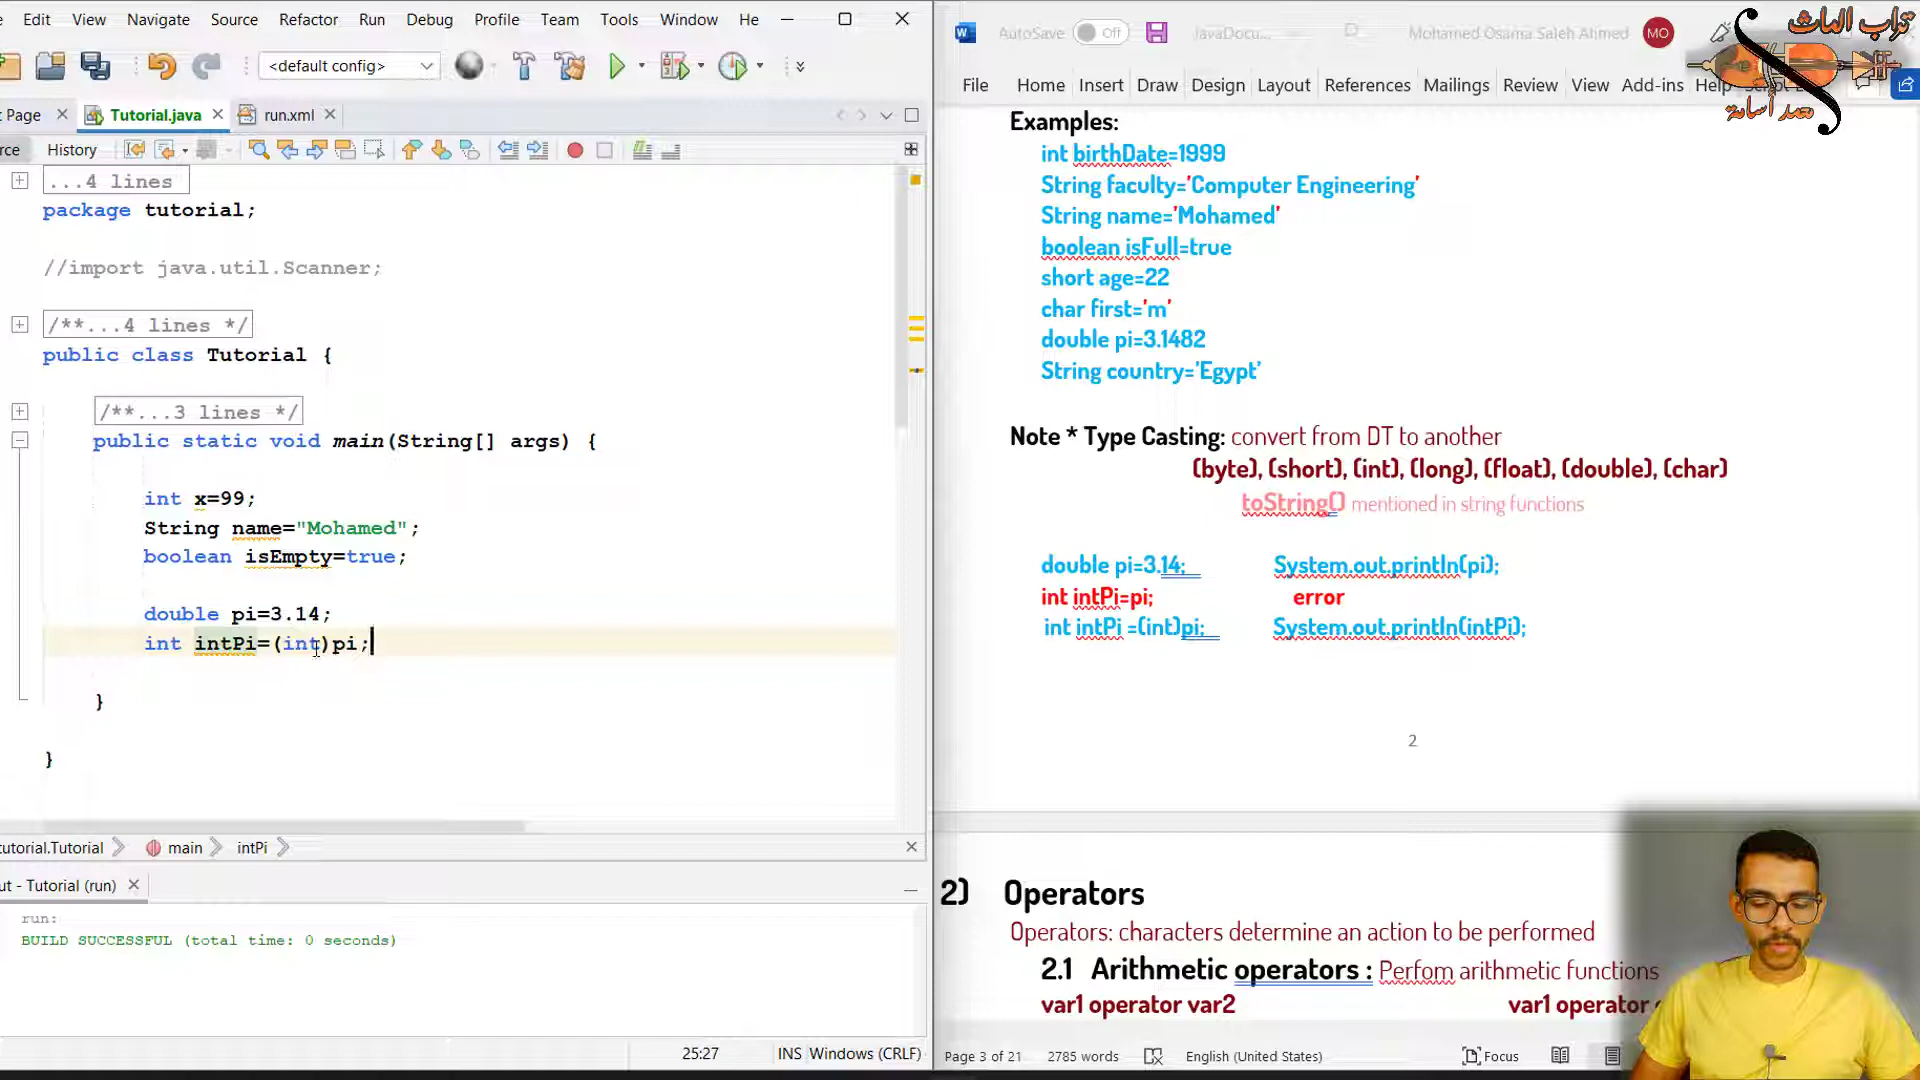 e Edit View Navigate Source Refactor Run Debug Profile Team Tools Window He
<default config>
t Page Tutorial.java run.xml
rce History
...4 lines
package tutorial;
//import java.util.Scanner;
/**...4 lines */
public class Tutorial {
/**...3 lines */
public static void main(String[] args) {
int x=99;
String name="Mohamed";
boolean isEmpty=true;
double pi=3.14;
int intPi=(int)pi;
}
}
tutorial.Tutorial main intPi
ut - Tutorial (run)
run:
BUILD SUCCESSFUL (total time: 0 seconds)
25:27 INS Windows (CRLF)
AutoSave Off JavaDocu... Mohamed Osama Saleh Ahmed MO
File Home Insert Draw Design Layout References Mailings Review View Add-ins Help
تراب الماث
محمد أسامة
Examples:
int birthDate=1999
String faculty='Computer Engineering'
String name='Mohamed'
boolean isFull=true
short age=22
char first='m'
double pi=3.1482
String country='Egypt'
Note * Type Casting: convert from DT to another
(byte), (short), (int), (long), (float), (double), (char)
toString() mentioned in string functions
double pi=3.14; System.out.println(pi);
int intPi=pi; error
int intPi =(int)pi; System.out.println(intPi);
2
2) Operators
Operators: characters determine an action to be performed
2.1 Arithmetic operators : Perfom arithmetic functions
var1 operator var2 var1 operator
Page 3 of 21 2785 words English (United States) Focus